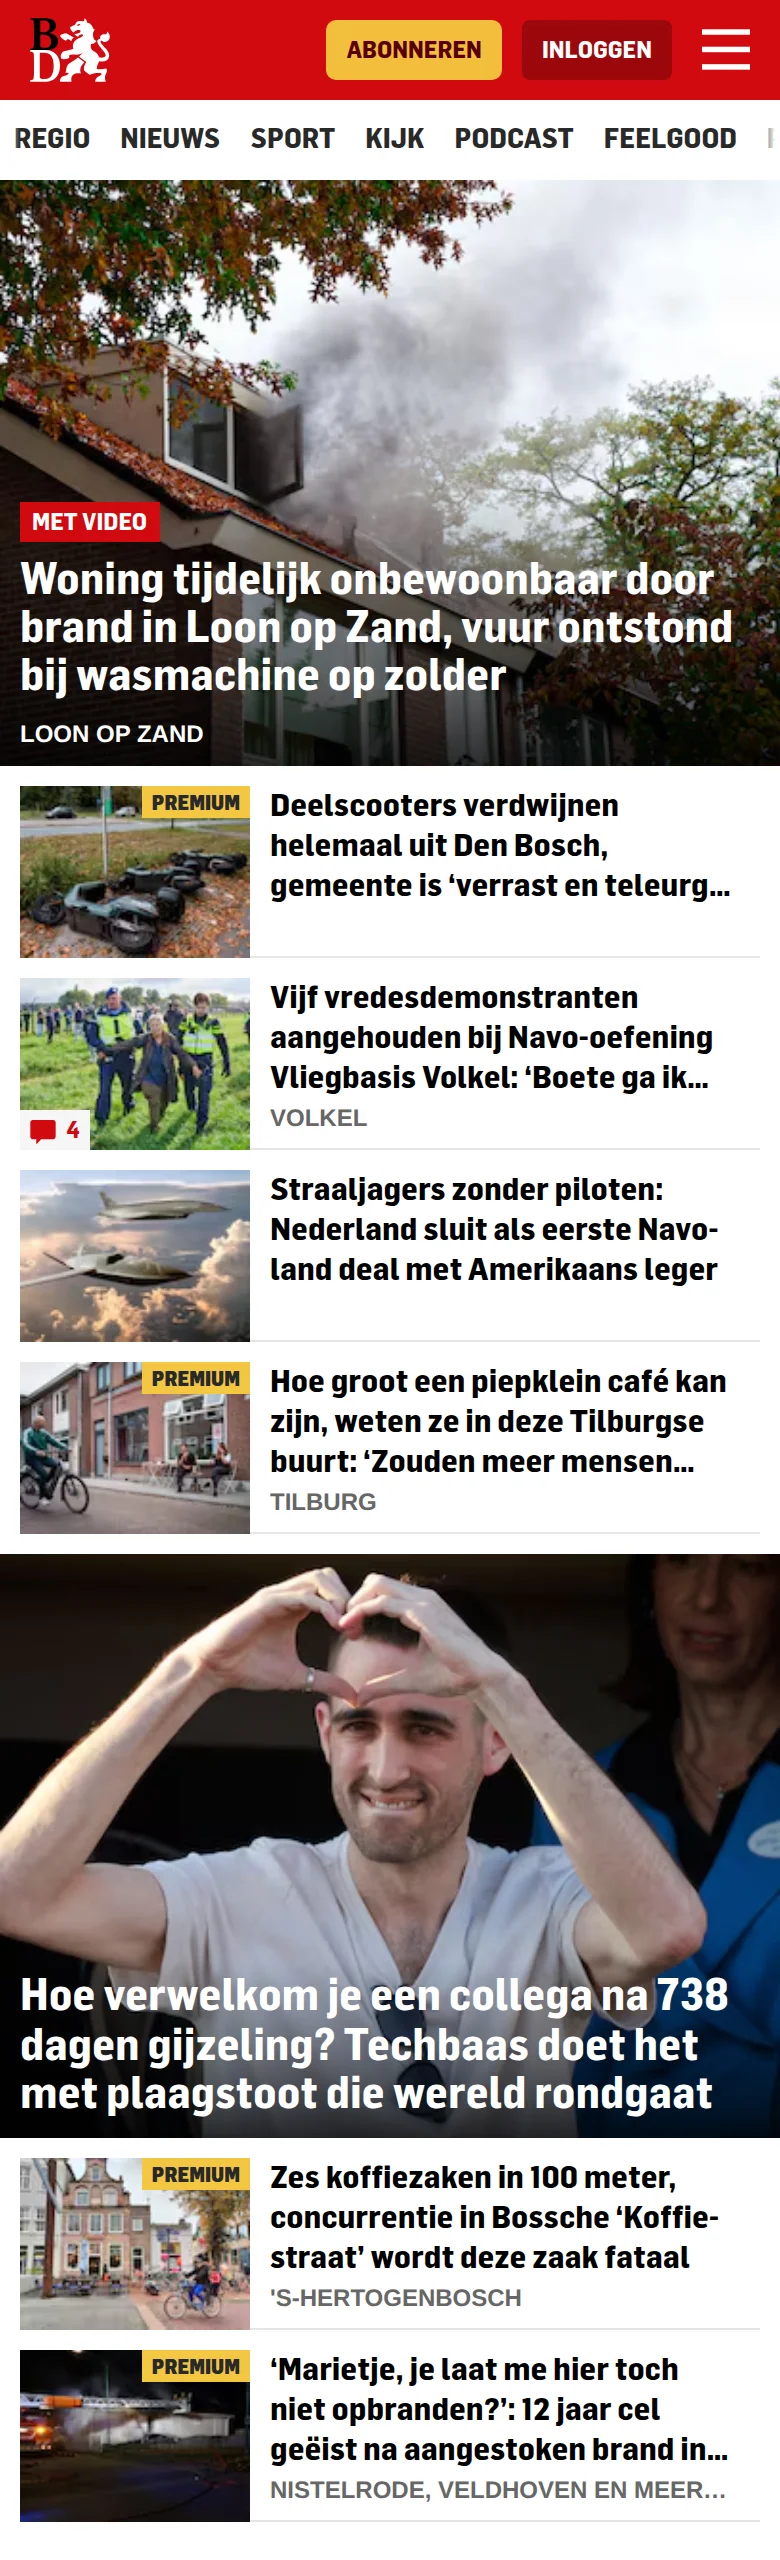 BD
ABONNEREN
INLOGGEN
REGIO NIEUWS SPORT KIJK PODCAST FEELGOOD
MET VIDEO
Woning tijdelijk onbewoonbaar door
brand in Loon op Zand, vuur ontstond
bij wasmachine op zolder
LOON OP ZAND
PREMIUM
Deelscooters verdwijnen
helemaal uit Den Bosch,
gemeente is ‘verrast en teleurg...
4
Vijf vredesdemonstranten
aangehouden bij Navo-oefening
Vliegbasis Volkel: ‘Boete ga ik...
VOLKEL
Straaljagers zonder piloten:
Nederland sluit als eerste Navo-
land deal met Amerikaans leger
PREMIUM
Hoe groot een piepklein café kan
zijn, weten ze in deze Tilburgse
buurt: ‘Zouden meer mensen...
TILBURG
Hoe verwelkom je een collega na 738
dagen gijzeling? Techbaas doet het
met plaagstoot die wereld rondgaat
PREMIUM
Zes koffiezaken in 100 meter,
concurrentie in Bossche ‘Koffie-
straat’ wordt deze zaak fataal
'S-HERTOGENBOSCH
PREMIUM
‘Marietje, je laat me hier toch
niet opbranden?’: 12 jaar cel
geëist na aangestoken brand in...
NISTELRODE, VELDHOVEN EN MEER...